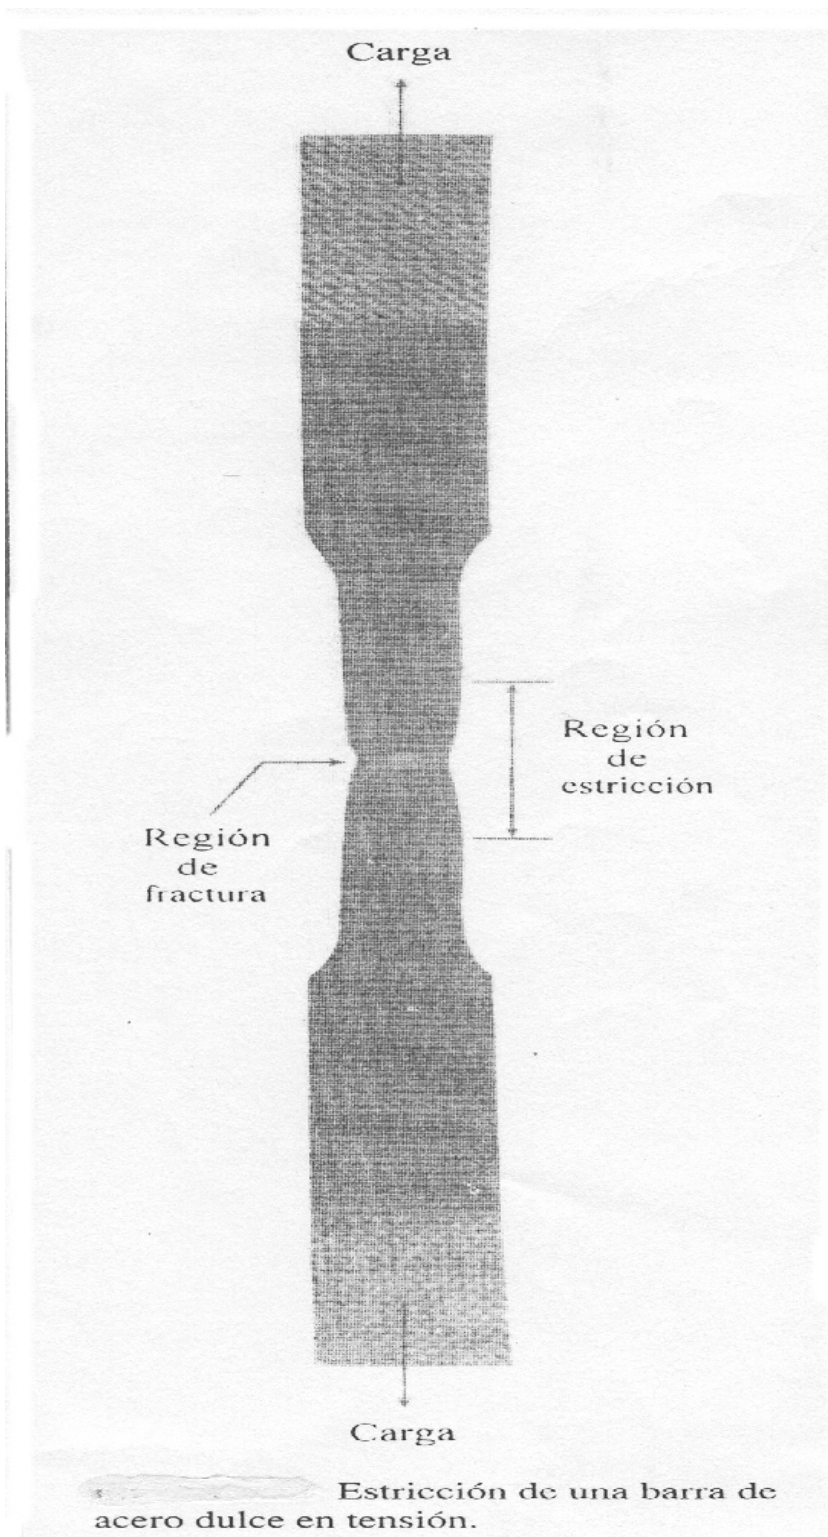 Carga
Región
de
estricción
Región
de
fractura
Carga
Estricción de una barra de
acero dulce en tensión.